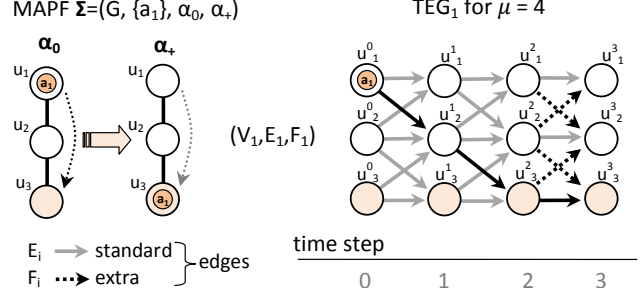 MAPF Σ=(G, {a₁}, α₀, α₊)
TEG₁ for μ = 4
α₀
α₊
u₁
a₁
u₂
u₃
u₁
u₂
u₃
a₁
(V₁,E₁,F₁)
u⁰₁ u¹₁ u²₁ u³₁
a₁
u⁰₂ u¹₂ u²₂ u³₂
u⁰₃ u¹₃ u²₃ u³₃
Eᵢ standard
Fᵢ extra
edges
time step
0 1 2 3